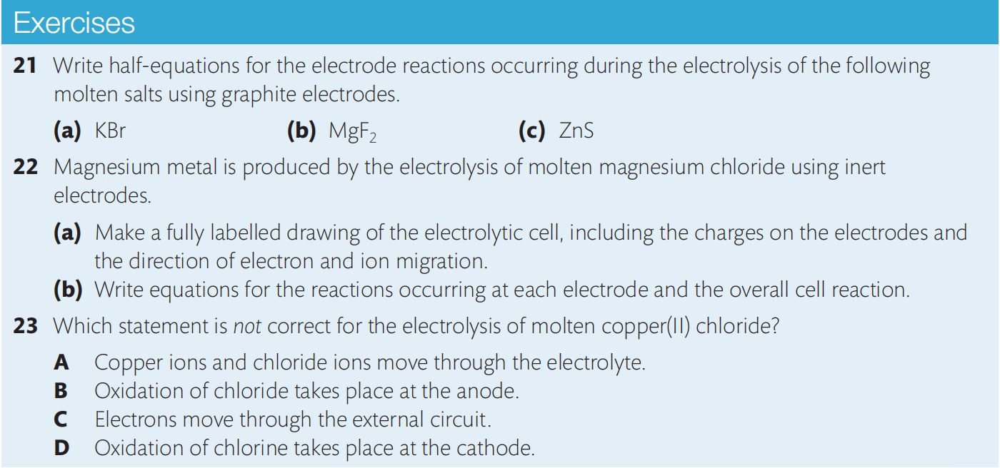 Exercises
21 Write half-equations for the electrode reactions occurring during the electrolysis of the following
molten salts using graphite electrodes.
(a) KBr (b) MgF₂ (c) ZnS
22 Magnesium metal is produced by the electrolysis of molten magnesium chloride using inert
electrodes.
(a) Make a fully labelled drawing of the electrolytic cell, including the charges on the electrodes and
the direction of electron and ion migration.
(b) Write equations for the reactions occurring at each electrode and the overall cell reaction.
23 Which statement is not correct for the electrolysis of molten copper(II) chloride?
A Copper ions and chloride ions move through the electrolyte.
B Oxidation of chloride takes place at the anode.
C Electrons move through the external circuit.
D Oxidation of chlorine takes place at the cathode.